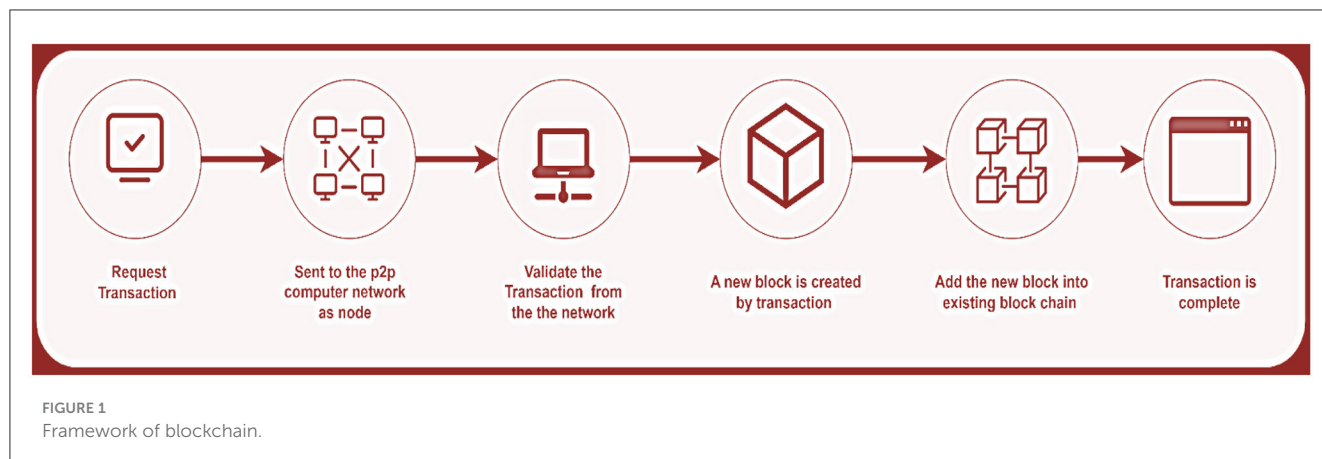 Request
Transaction
Sent to the p2p
computer network
as node
Validate the
Transaction from
the the network
A new block is created
by transaction
Add the new block into
existing block chain
Transaction is
complete
FIGURE 1
Framework of blockchain.